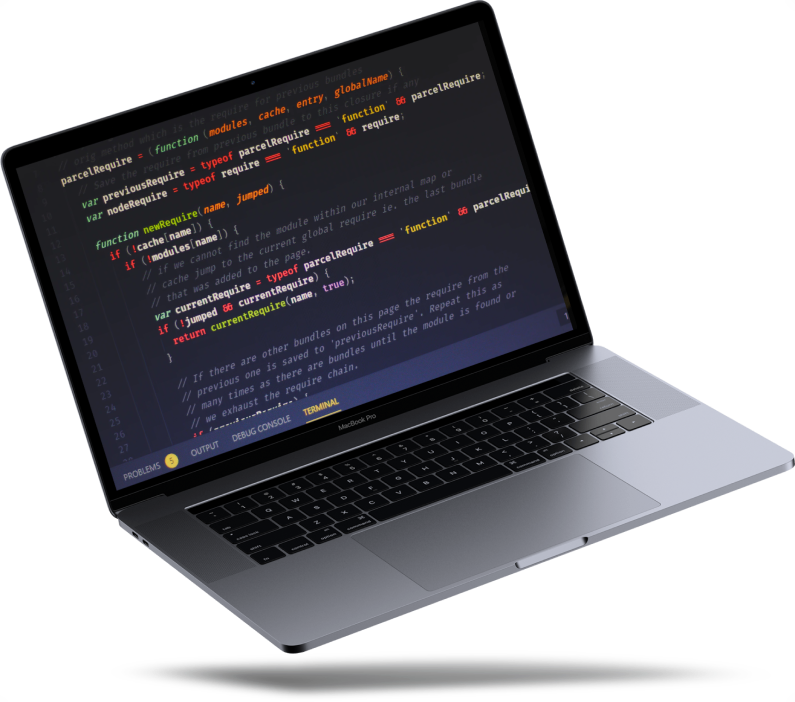 // orig method which is the require for previous bundles
parcelRequire = (function (modules, cache, entry, globalName) {
// Save the require from previous bundle to this closure if any
var previousRequire = typeof parcelRequire === 'function' && parcelRequire;
var nodeRequire = typeof require === 'function' && require;
function newRequire(name, jumped) {
if (!cache[name]) {
if (!modules[name]) {
// if we cannot find the module within our internal map or
// cache jump to the current global require ie. the last bundle
// that was added to the page.
var currentRequire = typeof parcelRequire === 'function' && parcelRequi
if (!jumped && currentRequire) {
return currentRequire(name, true);
}
// If there are other bundles on this page the require from the
// previous one is saved to 'previousRequire'. Repeat this as
// many times as there are bundles until the module is found or
// we exhaust the require chain.
if (previousRequire) {
PROBLEMS 5 OUTPUT DEBUG CONSOLE TERMINAL
MacBook Pro